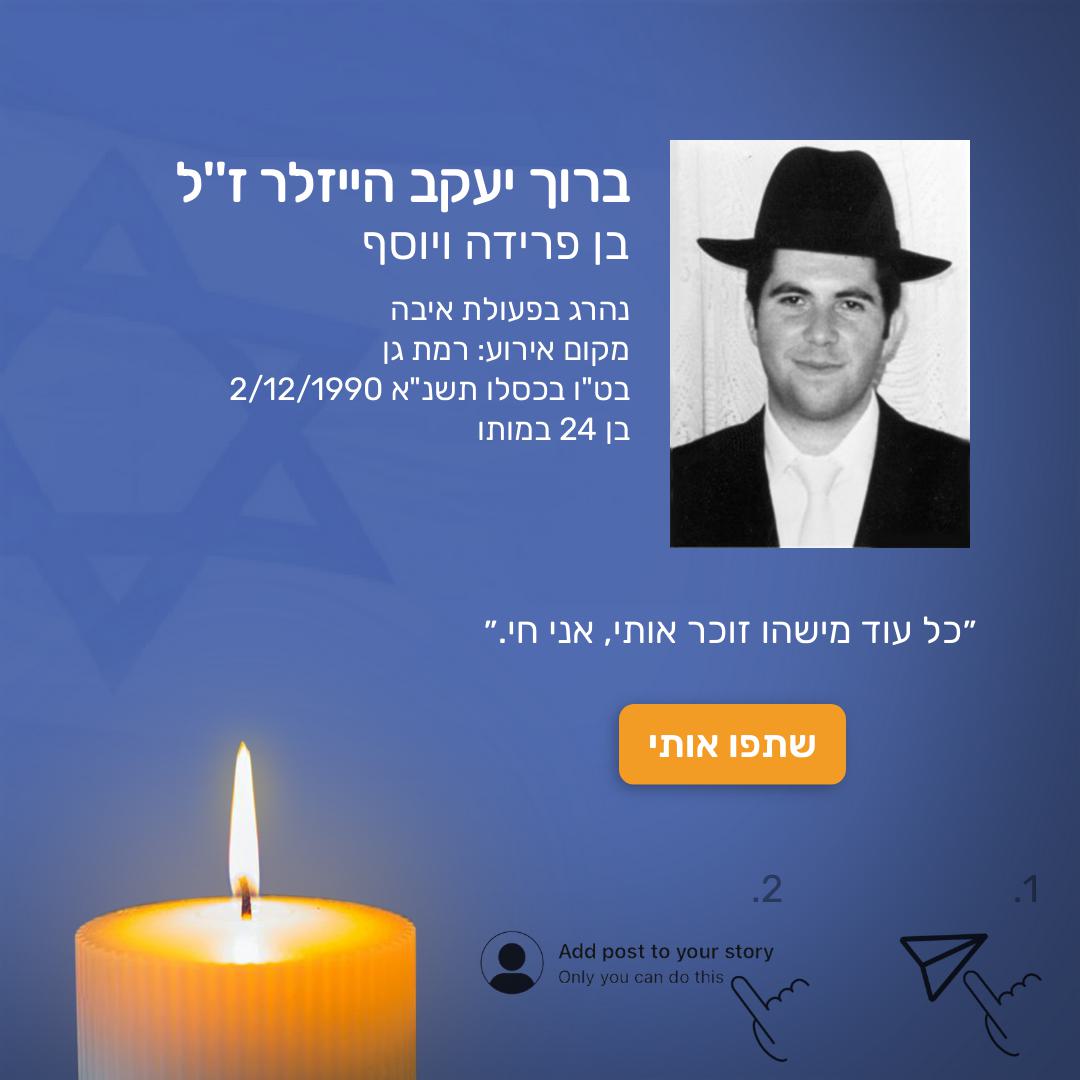 ברוך יעקב הייזלר ז"ל
בן פרידה ויוסף
נהרג בפעולת איבה
מקום אירוע: רמת גן
בט"ו בכסלו תשנ"א 2/12/1990
בן 24 במותו
״כל עוד מישהו זוכר אותי, אני חי.״
שתפו אותי
.1
.2
Add post to your story
Only you can do this